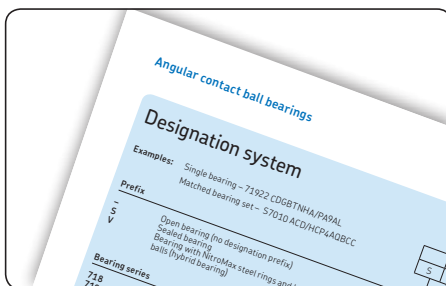 Angular contact ball bearings
Designation system
Examples:
Single bearing – 71922 CDGBTNHA/PA9AL
Matched bearing set – S7010 ACD/HCP4AQBCC
Prefix
–
Open bearing (no designation prefix)
S
Sealed bearing
V
Bearing with NitroMax steel rings and
balls (hybrid bearing)
S
Bearing series
718